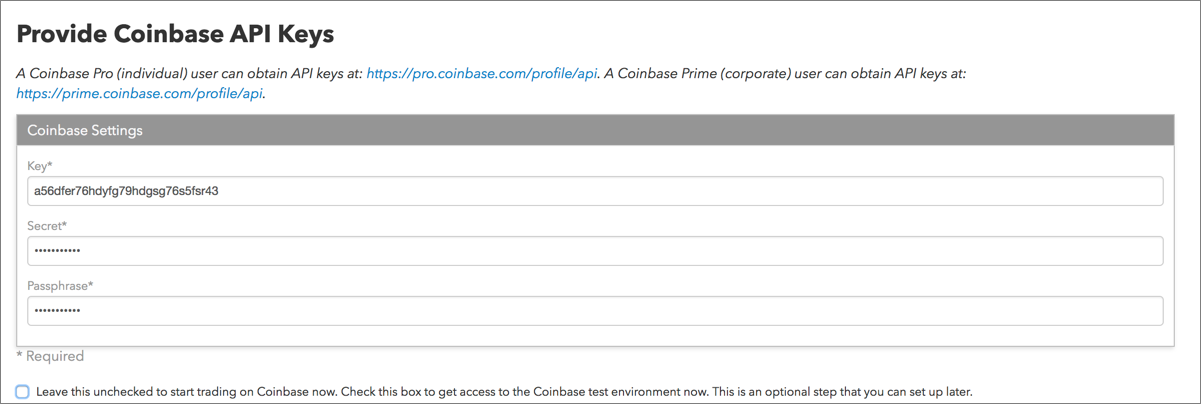 Provide Coinbase API Keys
A Coinbase Pro (individual) user can obtain API keys at: https://pro.coinbase.com/profile/api. A Coinbase Prime (corporate) user can obtain API keys at:
https://prime.coinbase.com/profile/api.
Coinbase Settings
Key*
a56dfer76hdyfg79hdgsg76s5fsr43
Secret*
•••••••••••
Passphrase*
•••••••••••
* Required
Leave this unchecked to start trading on Coinbase now. Check this box to get access to the Coinbase test environment now. This is an optional step that you can set up later.